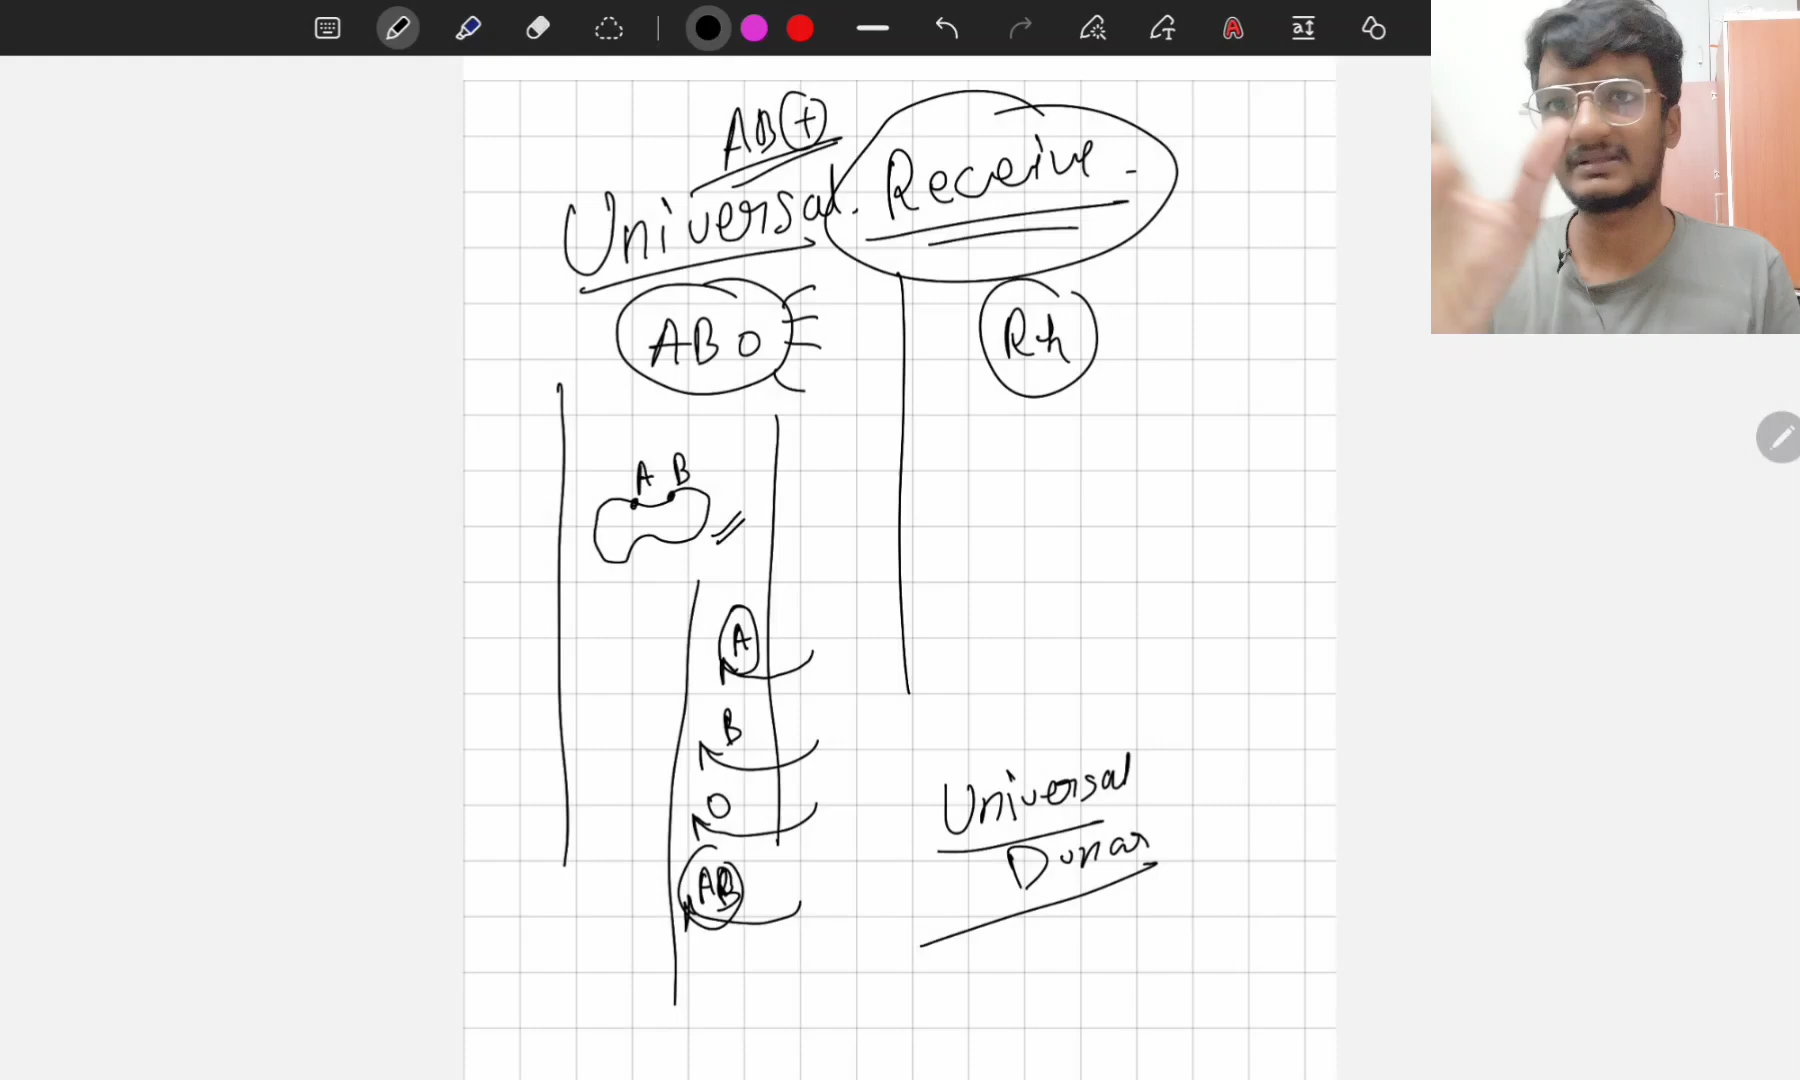 AB+
Universal. Receive.
ABO
Rh
A B
A
B
O
AB
Universal
Donar